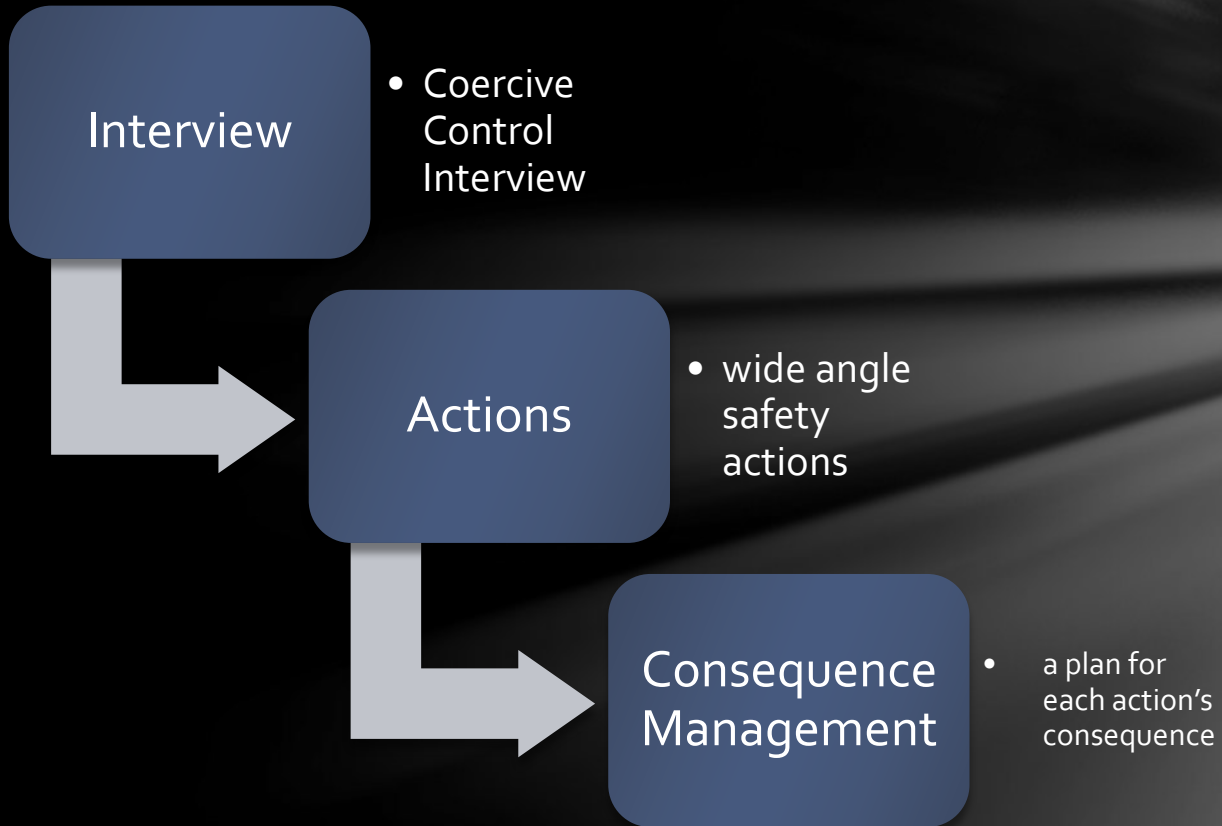 Interview
• Coercive
Control
Interview
Actions
• wide angle
safety
actions
Consequence
Management
• a plan for
each action’s
consequence